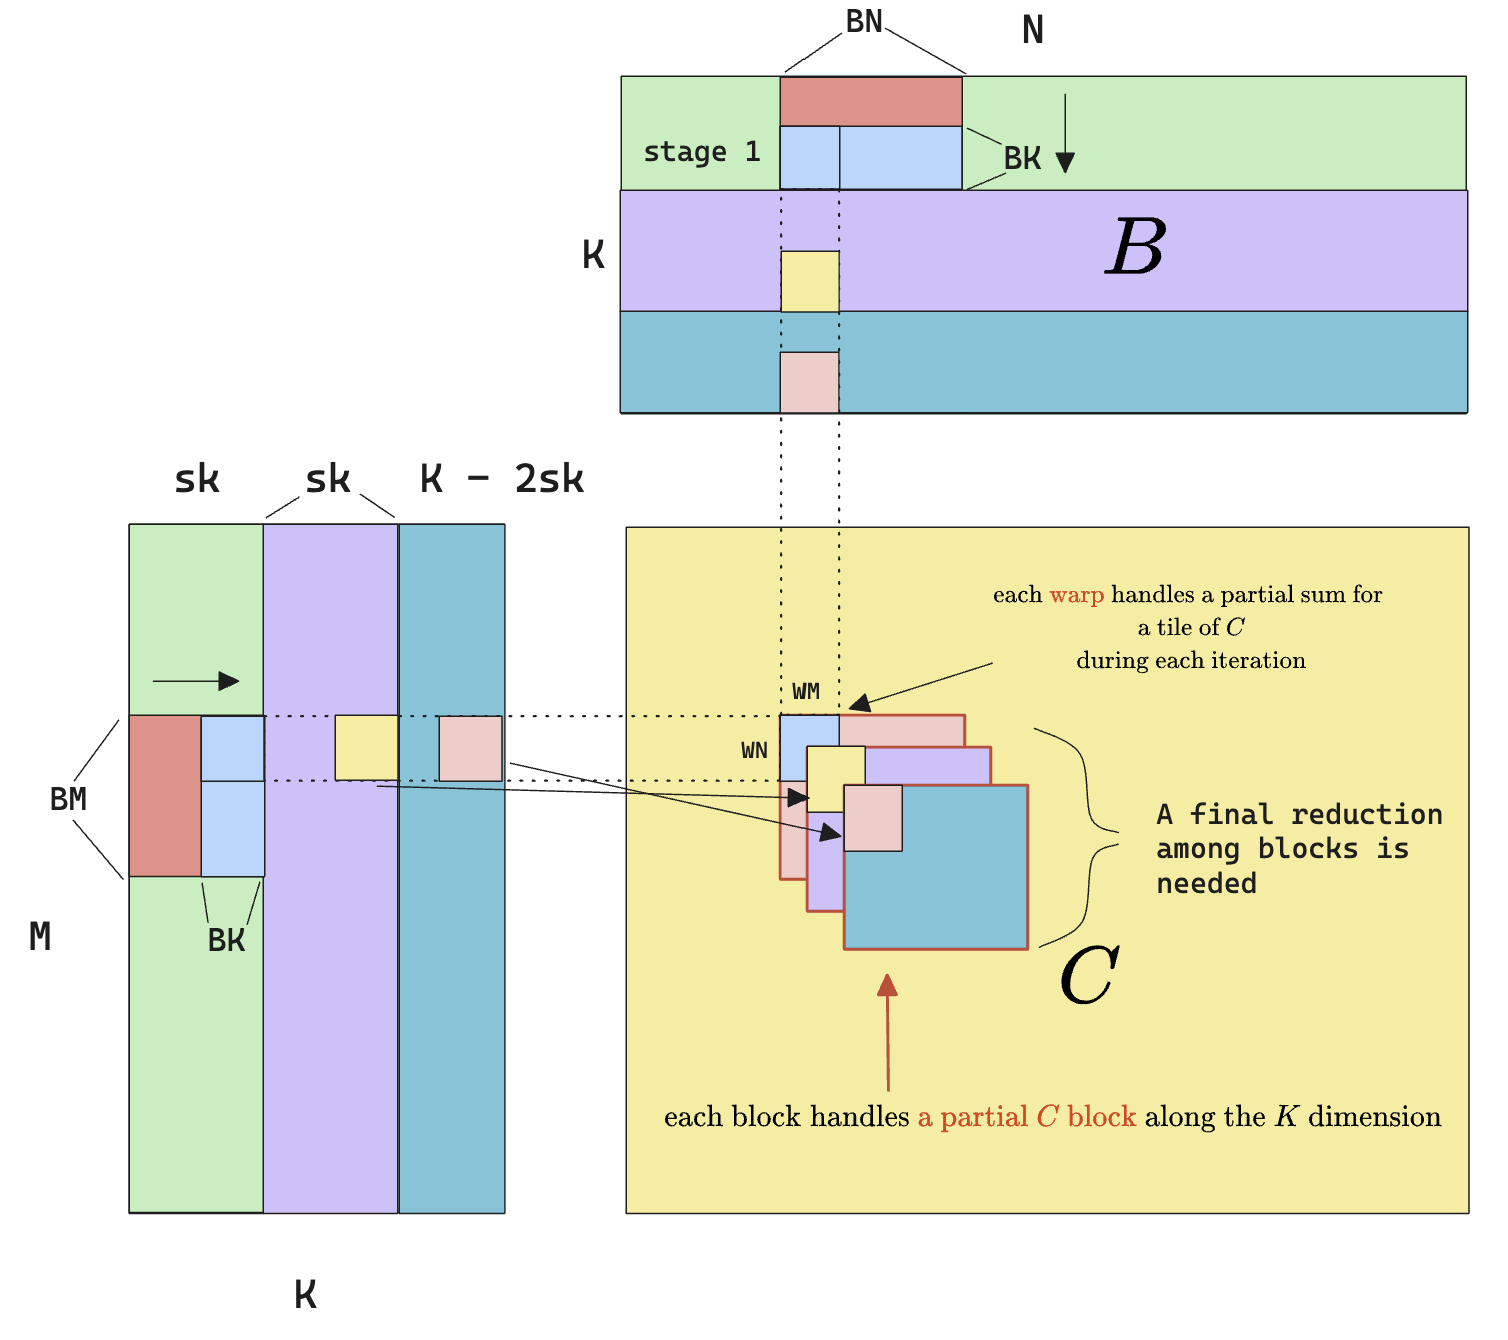 BN
N
stage 1
BK
K
B
sk
sk
K - 2sk
each warp handles a partial sum for
a tile of C
during each iteration
WM
WN
BM
A final reduction
among blocks is
needed
M
BK
C
each block handles a partial C block along the K dimension
K